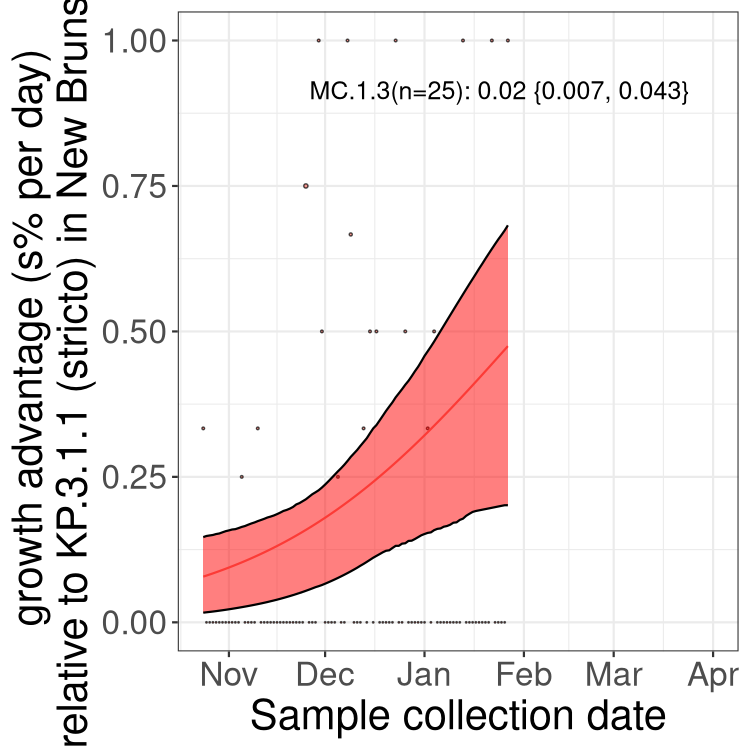 growth advantage (s% per day)
relative to KP.3.1.1 (stricto) in New Bruns
1.00
0.75
0.50
0.25
0.00
MC.1.3(n=25): 0.02 {0.007, 0.043}
Nov Dec Jan Feb Mar Apr
Sample collection date